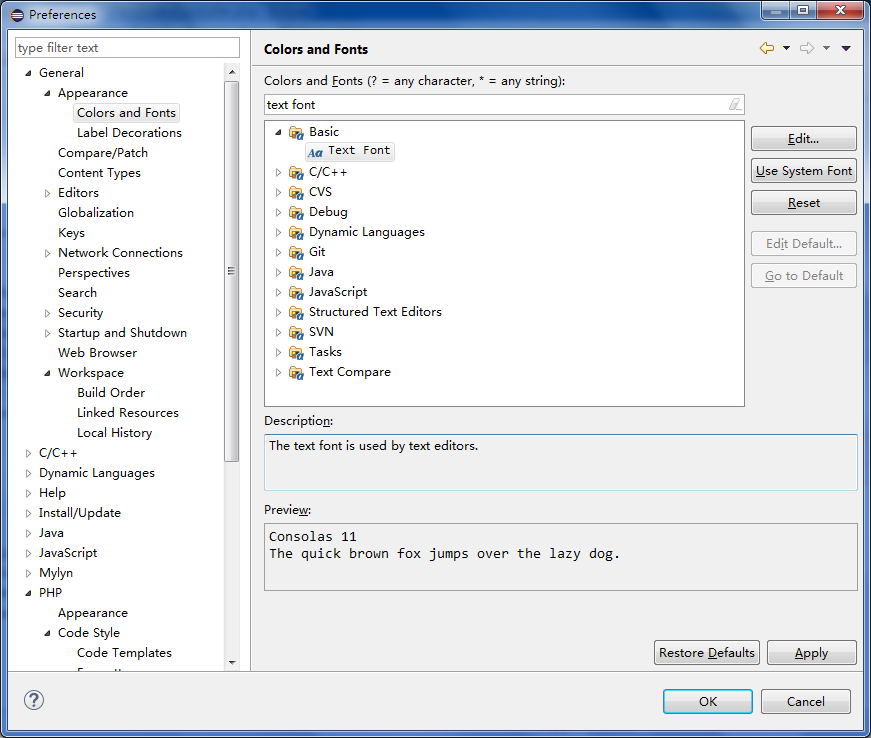 Preferences
type filter text
General
Appearance
Colors and Fonts
Label Decorations
Compare/Patch
Content Types
Editors
Globalization
Keys
Network Connections
Perspectives
Search
Security
Startup and Shutdown
Web Browser
Workspace
Build Order
Linked Resources
Local History
C/C++
Dynamic Languages
Help
Install/Update
Java
JavaScript
Mylyn
PHP
Appearance
Code Style
Code Templates
Colors and Fonts
Colors and Fonts (? = any character, * = any string):
text font
Basic
Aa Text Font
C/C++
CVS
Debug
Dynamic Languages
Git
Java
JavaScript
Structured Text Editors
SVN
Tasks
Text Compare
Edit...
Use System Font
Reset
Edit Default...
Go to Default
Description:
The text font is used by text editors.
Preview:
Consolas 11
The quick brown fox jumps over the lazy dog.
Restore Defaults
Apply
?
OK
Cancel